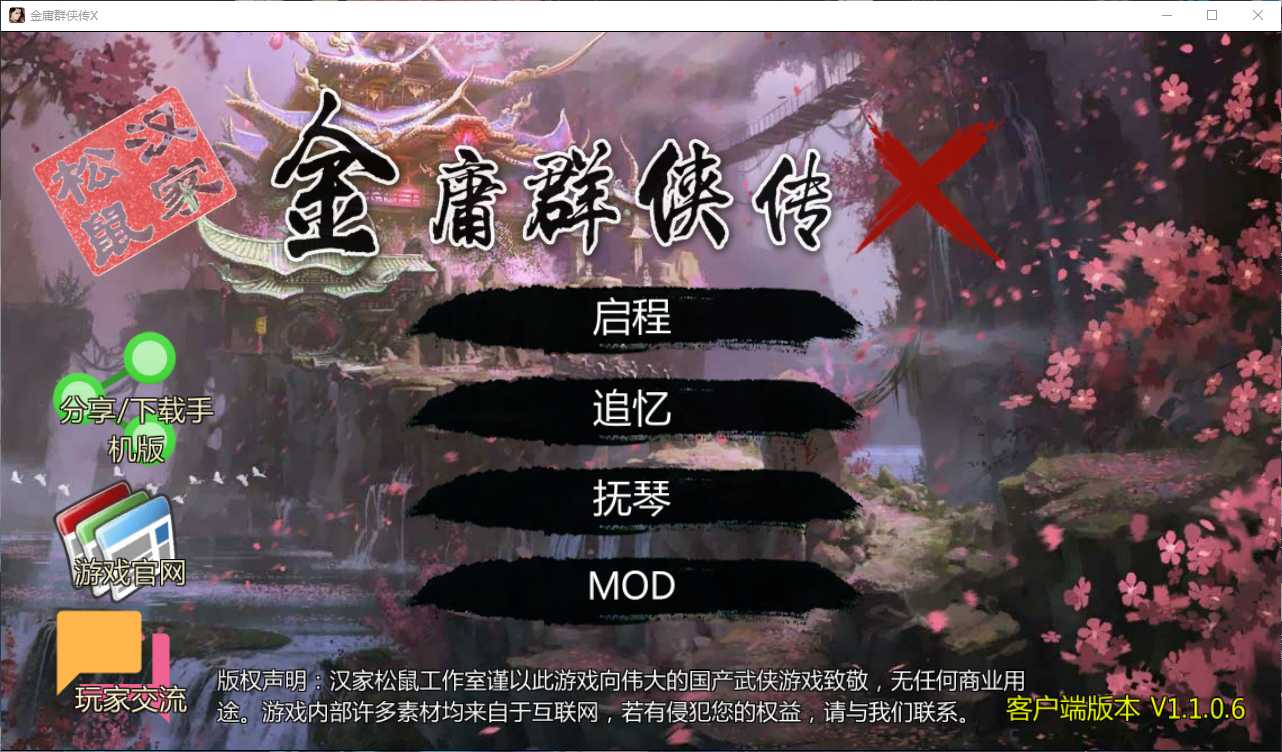 金庸群侠传X
汉家
松鼠
金庸群侠传X
启程
追忆
抚琴
MOD
分享/下载手
机版
游戏官网
玩家交流
版权声明：汉家松鼠工作室谨以此游戏向伟大的国产武侠游戏致敬，无任何商业用
途。游戏内部许多素材均来自于互联网，若有侵犯您的权益，请与我们联系。
客户端版本 V1.1.0.6